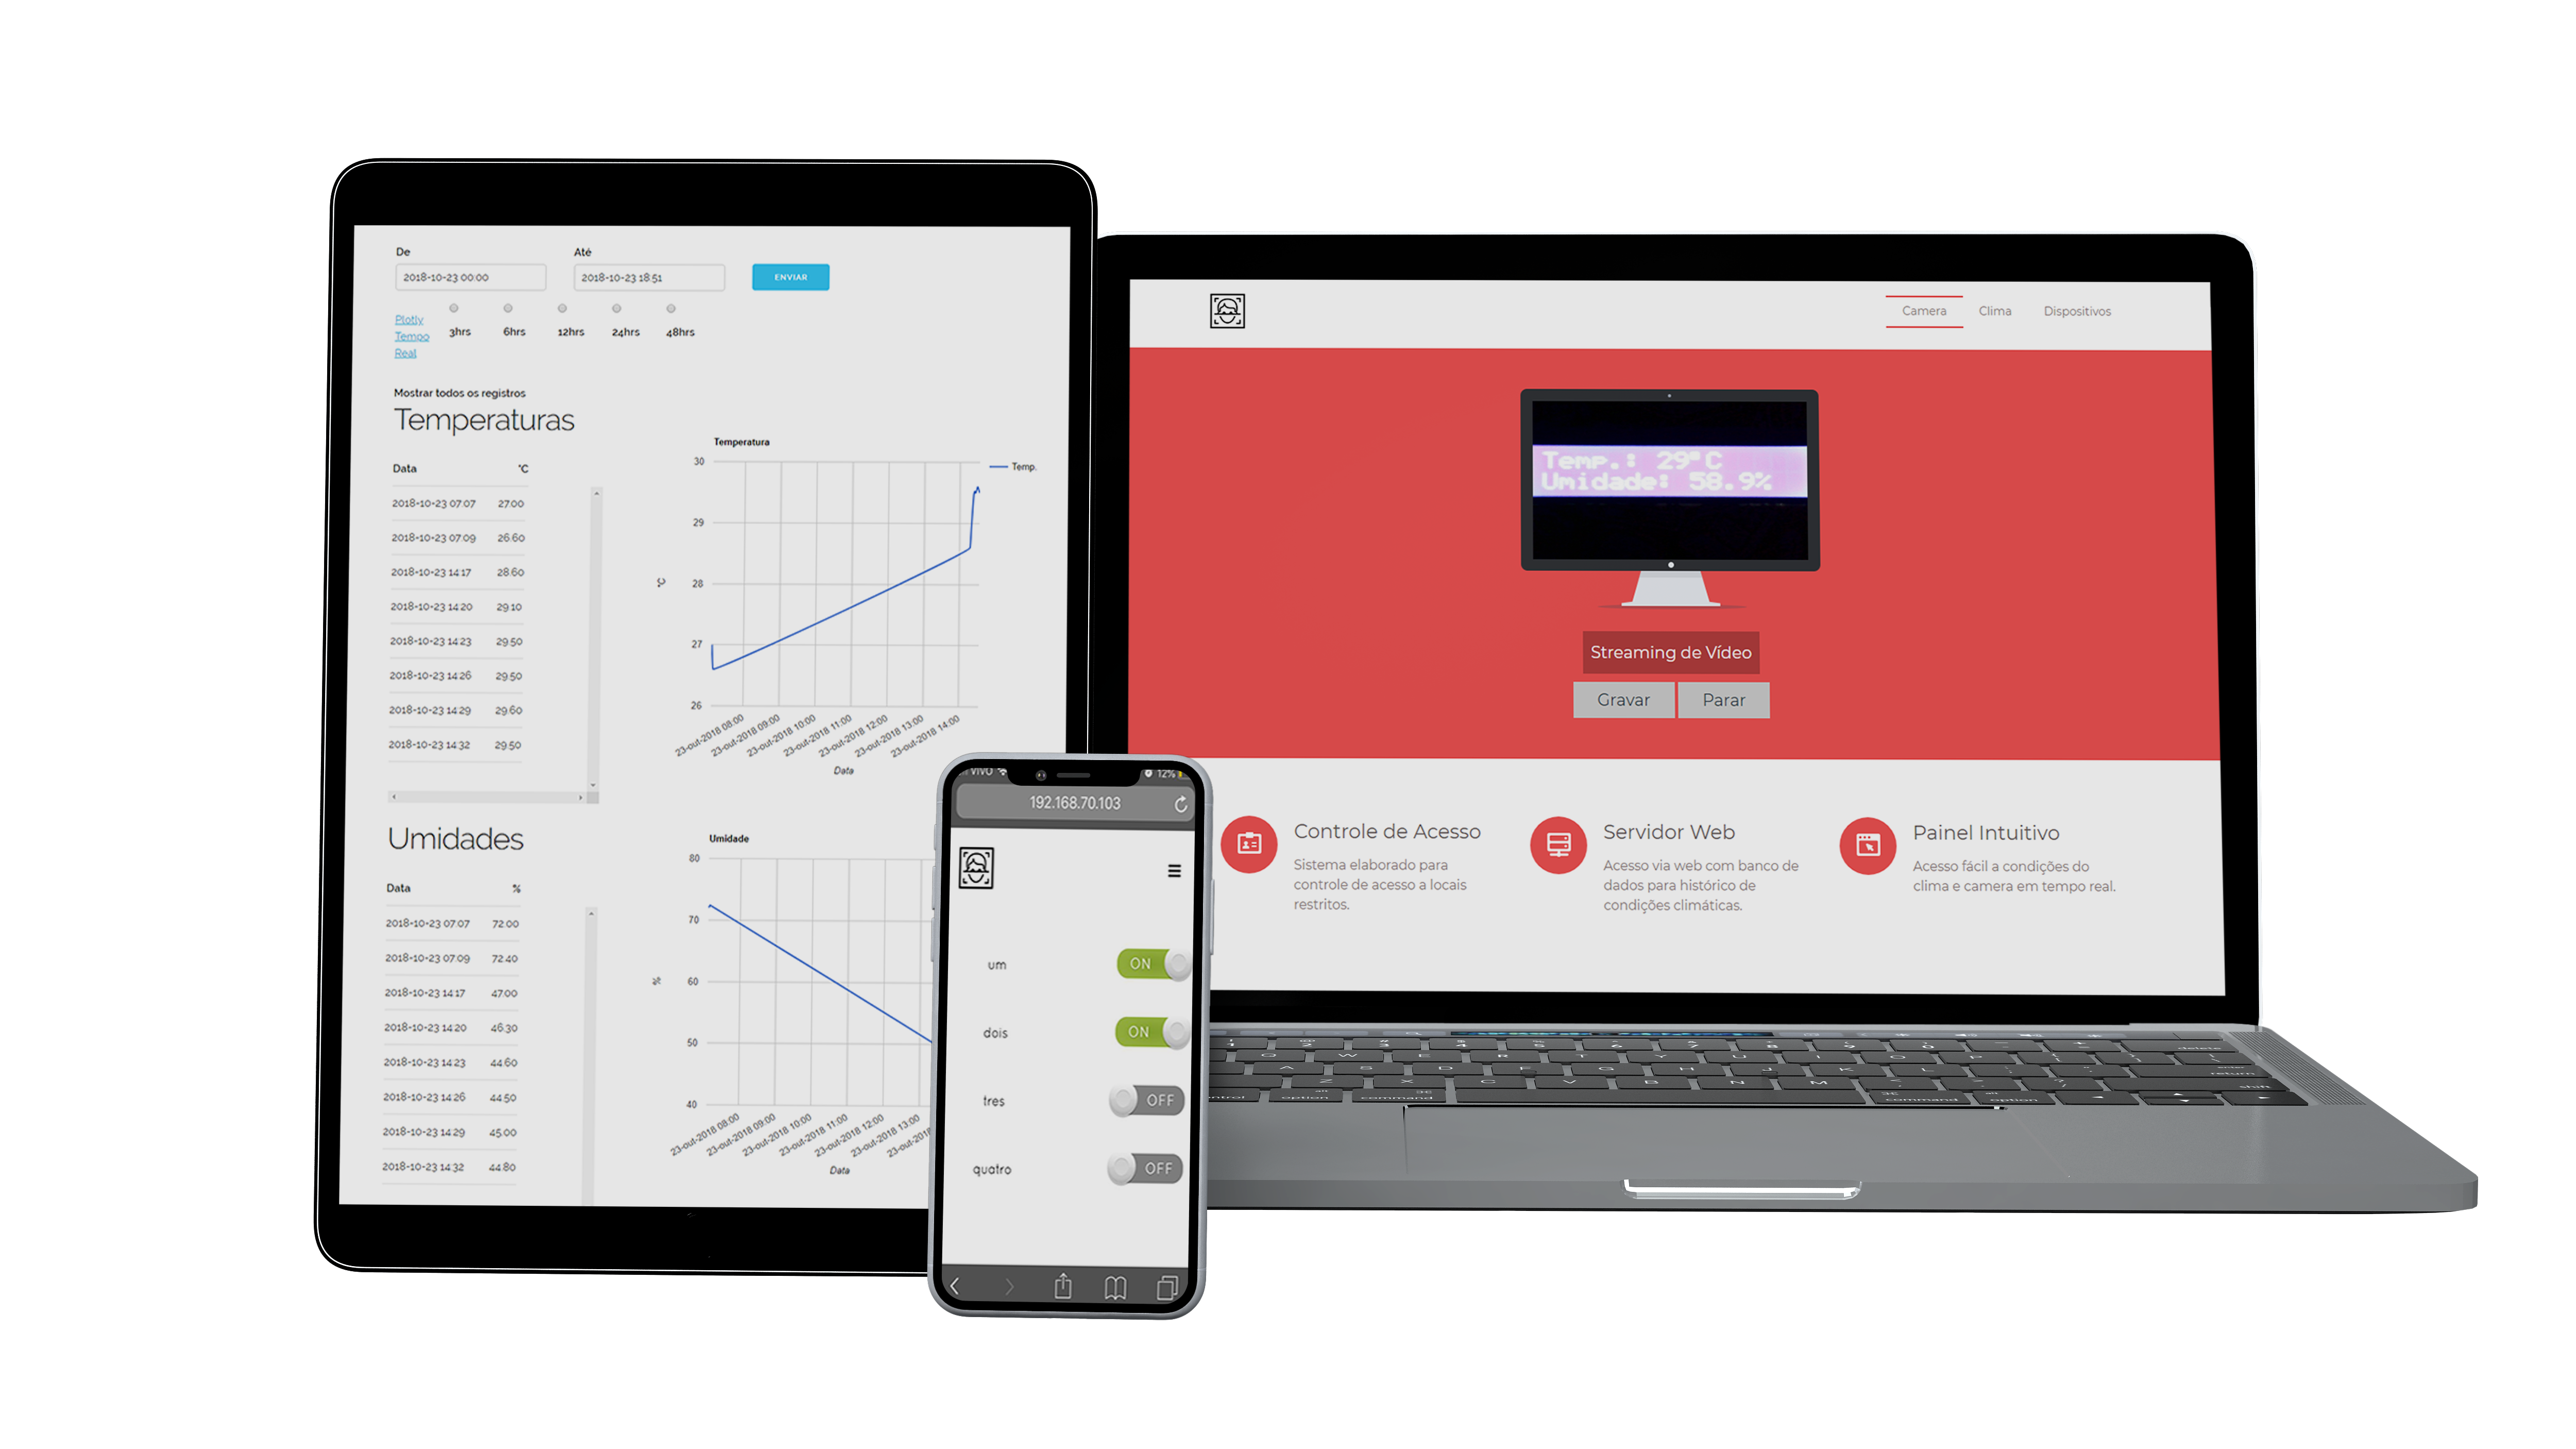 De
Até
2018-10-23 00:00
2018-10-23 18:51
ENVIAR
Plotly
Tempo
Real
3hrs
6hrs
12hrs
24hrs
48hrs
Mostrar todos os registros
Temperaturas
Data °C
2018-10-23 07:07 27.00
2018-10-23 07:09 26.60
2018-10-23 14:17 28.60
2018-10-23 14:20 29.10
2018-10-23 14:23 29.50
2018-10-23 14:26 29.50
2018-10-23 14:29 29.60
2018-10-23 14:32 29.50
Temperatura
Temp.
30
29
28
27
26
°C
23-out-2018 08:00
23-out-2018 09:00
23-out-2018 10:00
23-out-2018 11:00
23-out-2018 12:00
23-out-2018 13:00
23-out-2018 14:00
Data
Umidades
Data %
2018-10-23 07:07 72.00
2018-10-23 07:09 72.40
2018-10-23 14:17 47.00
2018-10-23 14:20 46.30
2018-10-23 14:23 44.60
2018-10-23 14:26 44.50
2018-10-23 14:29 45.00
2018-10-23 14:32 44.80
Umidade
80
70
60
50
40
%
23-out-2018 08:00
23-out-2018 09:00
23-out-2018 10:00
23-out-2018 11:00
23-out-2018 12:00
23-out-2018 13:00
23-out-2018
Data
VIVO
12%
192.168.70.103
um ON
dois ON
tres OFF
quatro OFF
Camera
Clima
Dispositivos
Temp.: 29°C
Umidade: 58.9%
Streaming de Vídeo
Gravar
Parar
Controle de Acesso
Sistema elaborado para
controle de acesso a locais
restritos.
Servidor Web
Acesso via web com banco de
dados para histórico de
condições climáticas.
Painel Intuitivo
Acesso fácil a condições do
clima e camera em tempo real.
delete
Q W E R T Y U I O P
return
A S D F G H J K L
shift
Z X C V B N M
option
command
command
option